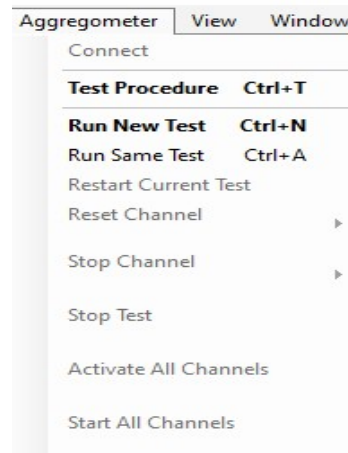 Aggregometer View Window
Connect
Test Procedure Ctrl+T
Run New Test Ctrl+N
Run Same Test Ctrl+A
Restart Current Test
Reset Channel
Stop Channel
Stop Test
Activate All Channels
Start All Channels